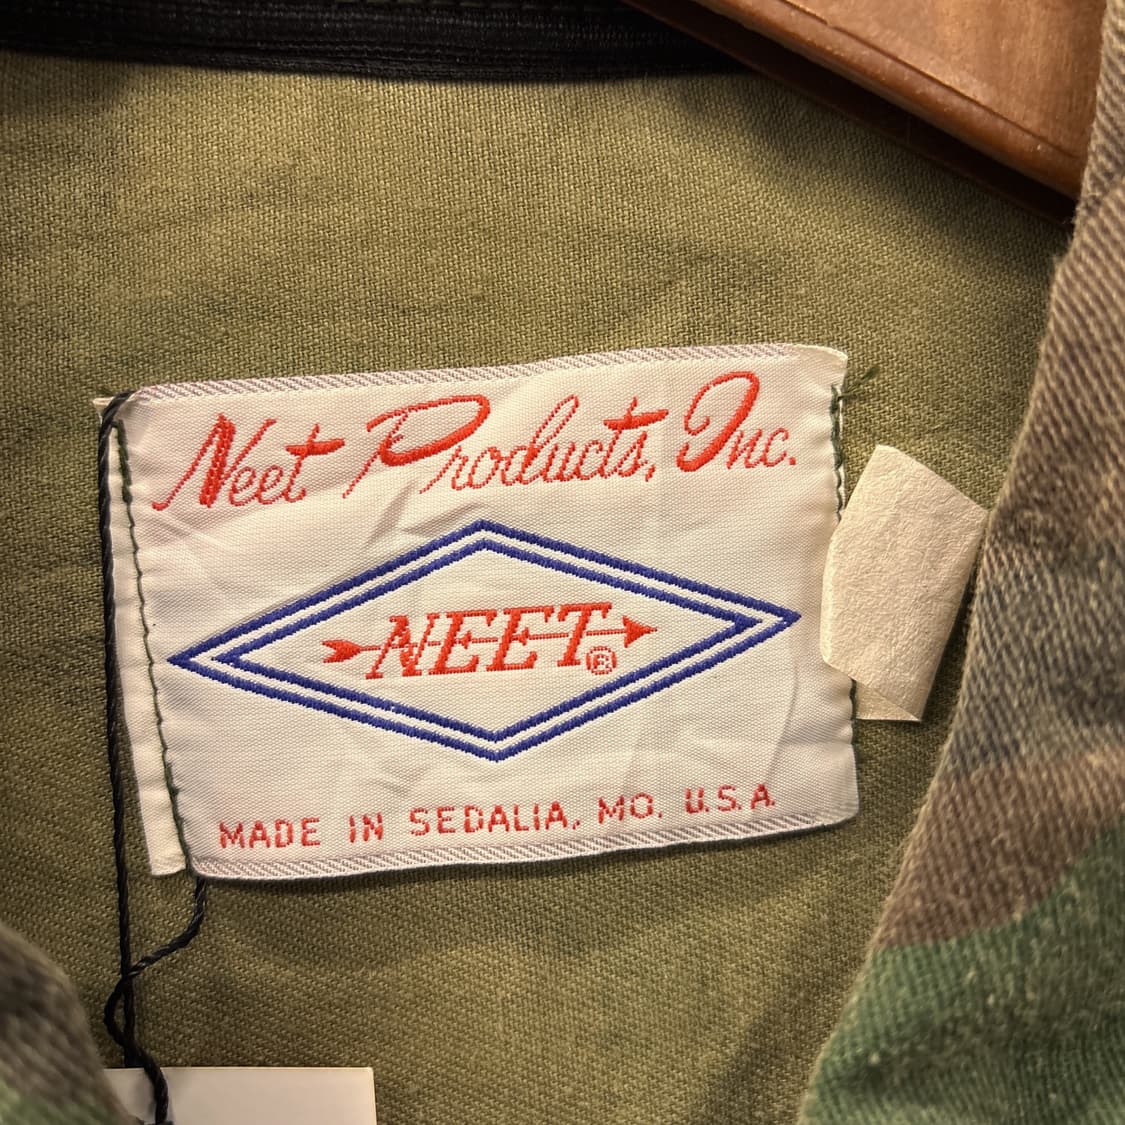 Neet Products, Inc.
NEET®
MADE IN SEDALIA, MO. U.S.A.